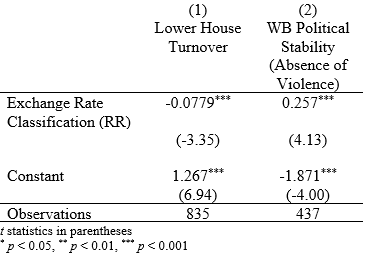 (1) (2)
Lower House WB Political
Turnover Stability
(Absence of
Violence)
Exchange Rate -0.0779*** 0.257***
Classification (RR)
(-3.35) (4.13)
Constant 1.267*** -1.871***
(6.94) (-4.00)
Observations 835 437
t statistics in parentheses
* p < 0.05, ** p < 0.01, *** p < 0.001